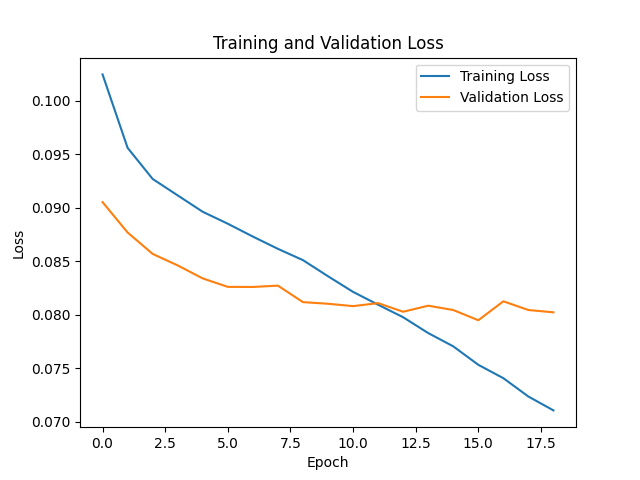 Training and Validation Loss
Training Loss
Validation Loss
0.100
0.095
0.090
0.085
0.080
0.075
0.070
Loss
0.0 2.5 5.0 7.5 10.0 12.5 15.0 17.5
Epoch